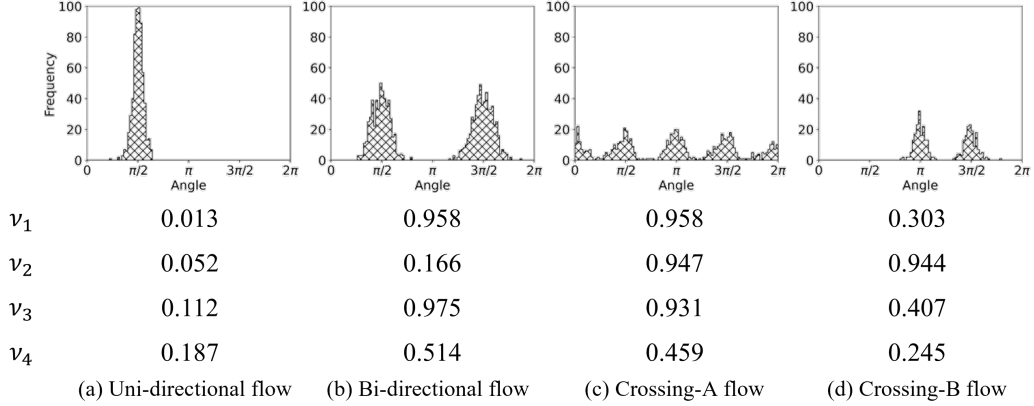 100 100 100 100
80 80 80 80
60 60 60 60
40 40 40 40
20 20 20 20
0 0 0 0
Frequency
0 π/2 π 3π/2 2π 0 π/2 π 3π/2 2π 0 π/2 π 3π/2 2π 0 π/2 π 3π/2 2π
Angle Angle Angle Angle
ν₁ 0.013 0.958 0.958 0.303
ν₂ 0.052 0.166 0.947 0.944
ν₃ 0.112 0.975 0.931 0.407
ν₄ 0.187 0.514 0.459 0.245
(a) Uni-directional flow (b) Bi-directional flow (c) Crossing-A flow (d) Crossing-B flow